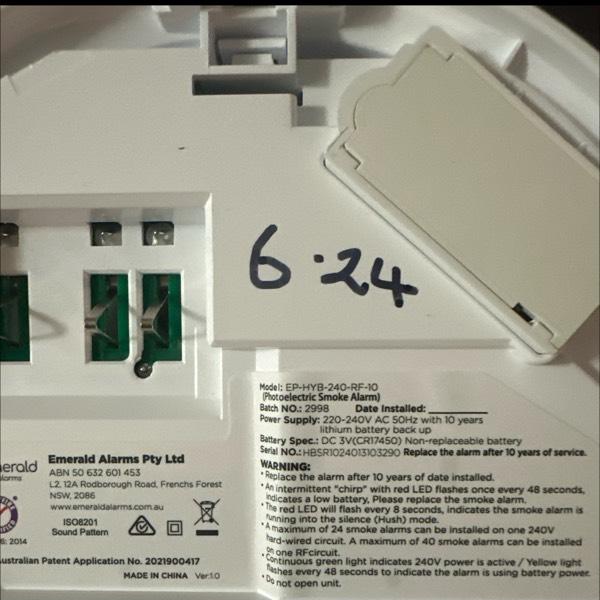 6.24
Model: EP-HYB-240-RF-10
(Photoelectric Smoke Alarm)
Batch NO.: 2998 Date Installed:
Power Supply: 220-240V AC 50Hz with 10 years
lithium battery back up
Battery Spec.: DC 3V(CR17450) Non-replaceable battery
Serial NO.: HBSR1024013103290 Replace the alarm after 10 years of service.
WARNING:
• Replace the alarm after 10 years of date installed.
• An intermittent "chirp" with red LED flashes once every 48 seconds,
indicates a low battery, Please replace the smoke alarm.
• The red LED will flash every 8 seconds, indicates the smoke alarm is
running into the silence (Hush) mode.
• A maximum of 24 smoke alarms can be installed on one 240V
hard-wired circuit. A maximum of 40 smoke alarms can be installed
on one RFcircuit.
• Continuous green light indicates 240V power is active / Yellow light
flashes every 48 seconds to indicate the alarm is using battery power.
• Do not open unit.
erald
alarms
Emerald Alarms Pty Ltd
ABN 50 632 601 453
L2, 12A Rodborough Road, Frenchs Forest
NSW, 2086
www.emeraldalarms.com.au
ISO8201
Sound Pattern
6: 2014
ustralian Patent Application No. 2021900417
MADE IN CHINA Ver:1.0